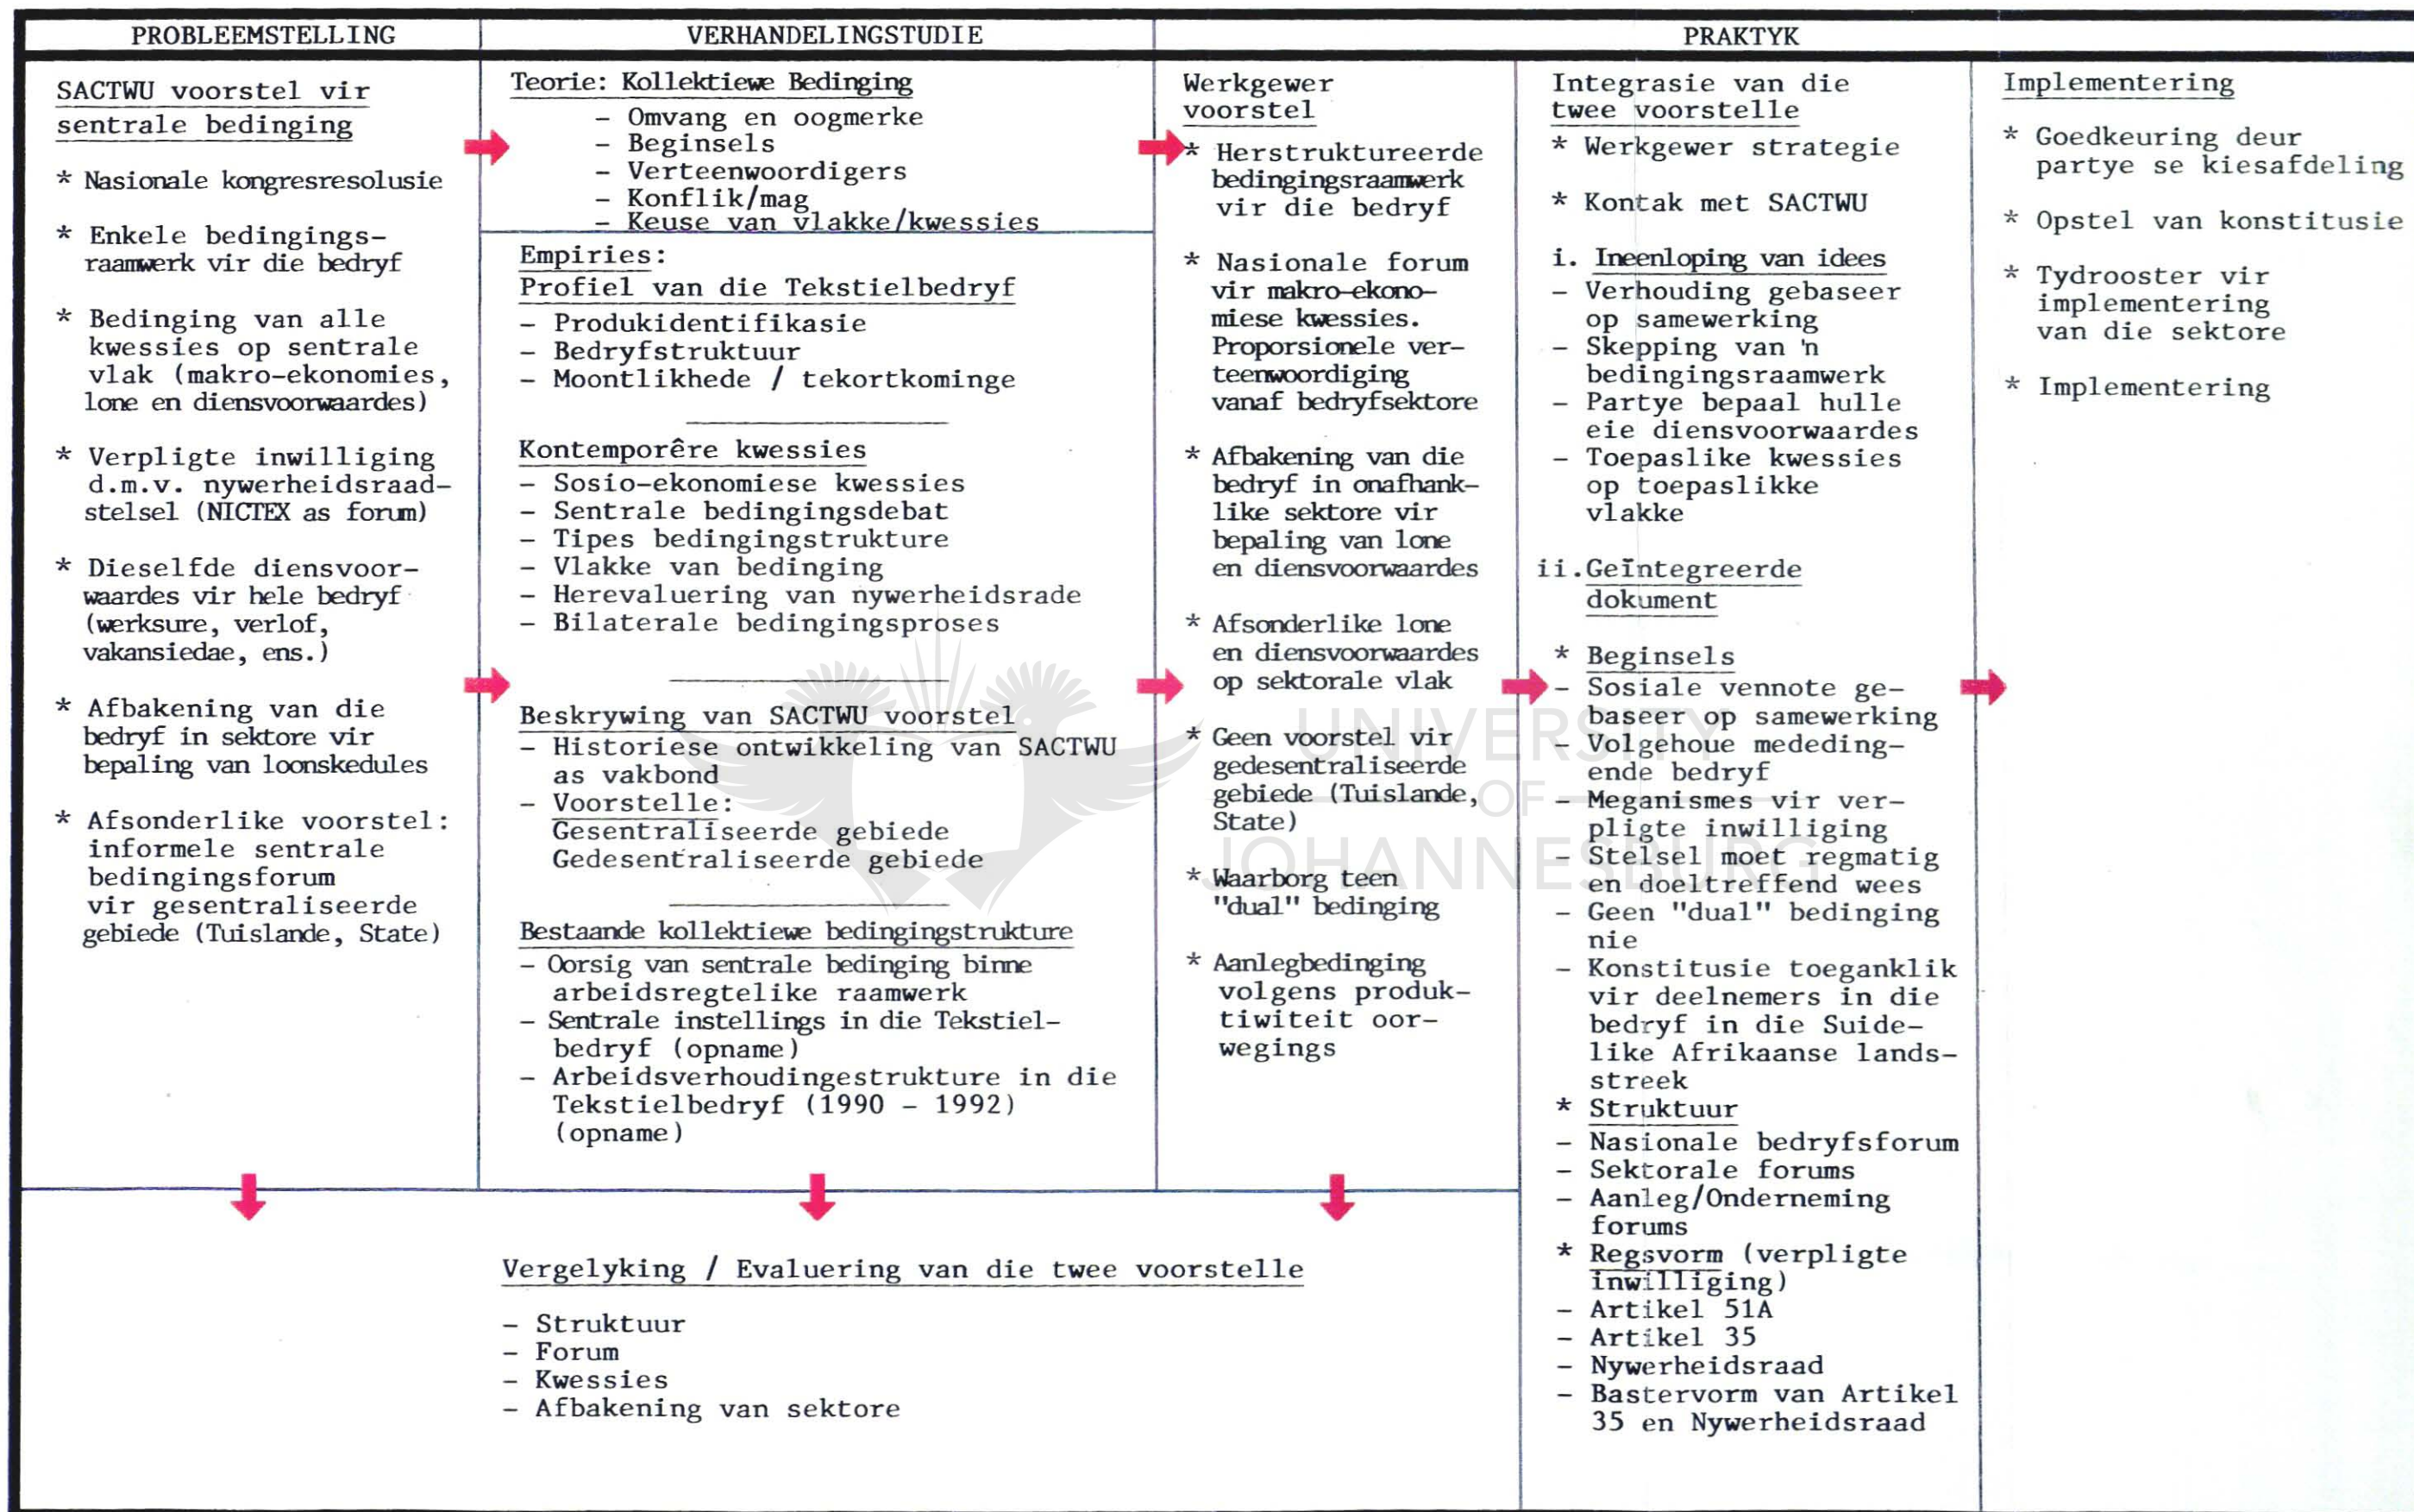 PROBLEEMSTELLING
VERHANDELINGSTUDIE
PRAKTYK
SACTWU voorstel vir
sentrale bedinging
* Nasionale kongresresolusie
* Enkele bedingings-
raamwerk vir die bedryf
* Bedinging van alle
kwessies op sentrale
vlak (makro-ekonomies,
lone en diensvoorwaardes)
* Verpligte inwilliging
d.m.v. nywerheidsraad-
stelsel (NICTEX as forum)
* Dieselfde diensvoor-
waardes vir hele bedryf
(werksure, verlof,
vakansiedae, ens.)
* Afbakening van die
bedryf in sektore vir
bepaling van loonskedules
* Afsonderlike voorstel:
informele sentrale
bedingingsforum
vir gesentraliseerde
gebiede (Tuislande, State)
Teorie: Kollektiewe Bedinging
- Omvang en oogmerke
- Beginsels
- Verteenwoordigers
- Konflik/mag
- Keuse van vlakke/kwessies
Empiries:
Profiel van die Tekstielbedryf
- Produkidentifikasie
- Bedryfstruktuur
- Moontlikhede / tekortkominge
Kontemporêre kwessies
- Sosio-ekonomiese kwessies
- Sentrale bedingingsdebat
- Tipes bedingingstrukture
- Vlakke van bedinging
- Herevaluering van nywerheidsrade
- Bilaterale bedingingsproses
Beskrywing van SACTWU voorstel
- Historiese ontwikkeling van SACTWU
as vakbond
- Voorstelle:
Gesentraliseerde gebiede
Gedesentraliseerde gebiede
Bestaande kollektiewe bedingingstrukture
- Oorsig van sentrale bedinging binne
arbeidsregtelike raamwerk
- Sentrale instellings in die Tekstiel-
bedryf (opname)
- Arbeidsverhoudingestrukture in die
Tekstielbedryf (1990 - 1992)
(opname)
Werkgewer
voorstel
* Herstruktureerde
bedingingsraamwerk
vir die bedryf
* Nasionale forum
vir makro-ekono-
miese kwessies.
Proporsionele ver-
teenwoordiging
vanaf bedryfsektore
* Afbakening van die
bedryf in onafhank-
like sektore vir
bepaling van lone
en diensvoorwaardes
* Afsonderlike lone
en diensvoorwaardes
op sektorale vlak
* Geen voorstel vir
gedesentraliseerde
gebiede (Tuislande,
State)
* Waarborg teen
"dual" bedinging
* Aanlegbedinging
volgens produk-
tiwiteit oor-
wegings
Integrasie van die
twee voorstelle
* Werkgewer strategie
* Kontak met SACTWU
i. Ineenloping van idees
- Verhouding gebaseer
op samewerking
- Skepping van 'n
bedingingsraamwerk
- Partye bepaal hulle
eie diensvoorwaardes
- Toepaslike kwessies
op toepaslikke
vlakke
ii. Geïntegreerde
dokument
* Beginsels
- Sosiale vennote ge-
baseer op samewerking
- Volgehoue mededing-
ende bedryf
- Meganismes vir ver-
pligte inwilliging
- Stelsel moet regmatig
en doeltreffend wees
- Geen "dual" bedinging
nie
- Konstitusie toeganklik
vir deelnemers in die
bedryf in die Suide-
like Afrikaanse lands-
streek
* Struktuur
- Nasionale bedryfsforum
- Sektorale forums
- Aanleg/Onderneming
forums
* Regsvorm (verpligte
inwilliging)
- Artikel 51A
- Artikel 35
- Nywerheidsraad
- Bastervorm van Artikel
35 en Nywerheidsraad
Implementering
* Goedkeuring deur
partye se kiesafdeling
* Opstel van konstitusie
* Tydrooster vir
implementering
van die sektore
* Implementering
Vergelyking / Evaluering van die twee voorstelle
- Struktuur
- Forum
- Kwessies
- Afbakening van sektore
UNIVERSITY
OF
JOHANNESBURG